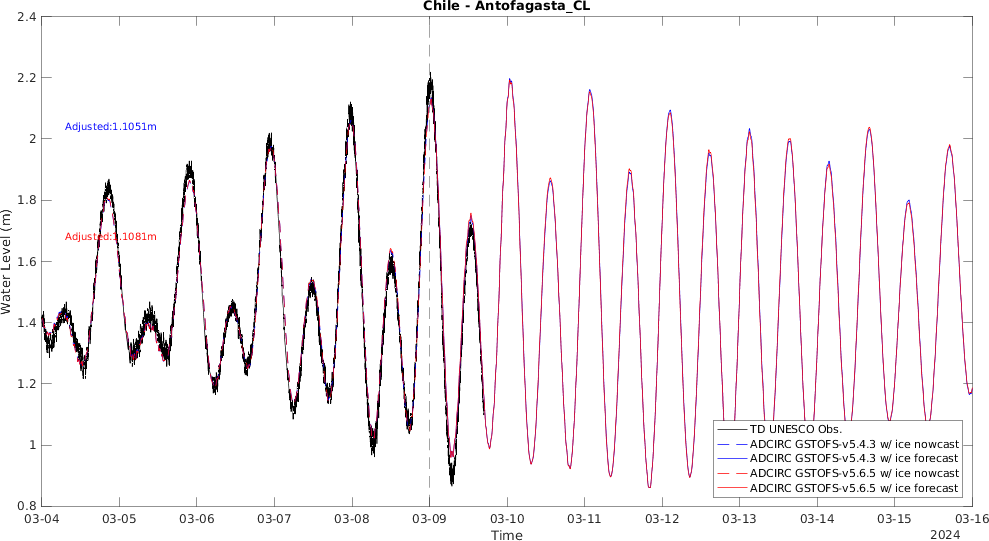 Chile - Antofagasta_CL
2.4
2.2
2
1.8
1.6
1.4
1.2
1
0.8
Water Level (m)
Adjusted:1.1051m
Adjusted:1.1081m
TD UNESCO Obs.
ADCIRC GSTOFS-v5.4.3 w/ ice nowcast
ADCIRC GSTOFS-v5.4.3 w/ ice forecast
ADCIRC GSTOFS-v5.6.5 w/ ice nowcast
ADCIRC GSTOFS-v5.6.5 w/ ice forecast
03-04 03-05 03-06 03-07 03-08 03-09 03-10 03-11 03-12 03-13 03-14 03-15 03-16
Time
2024